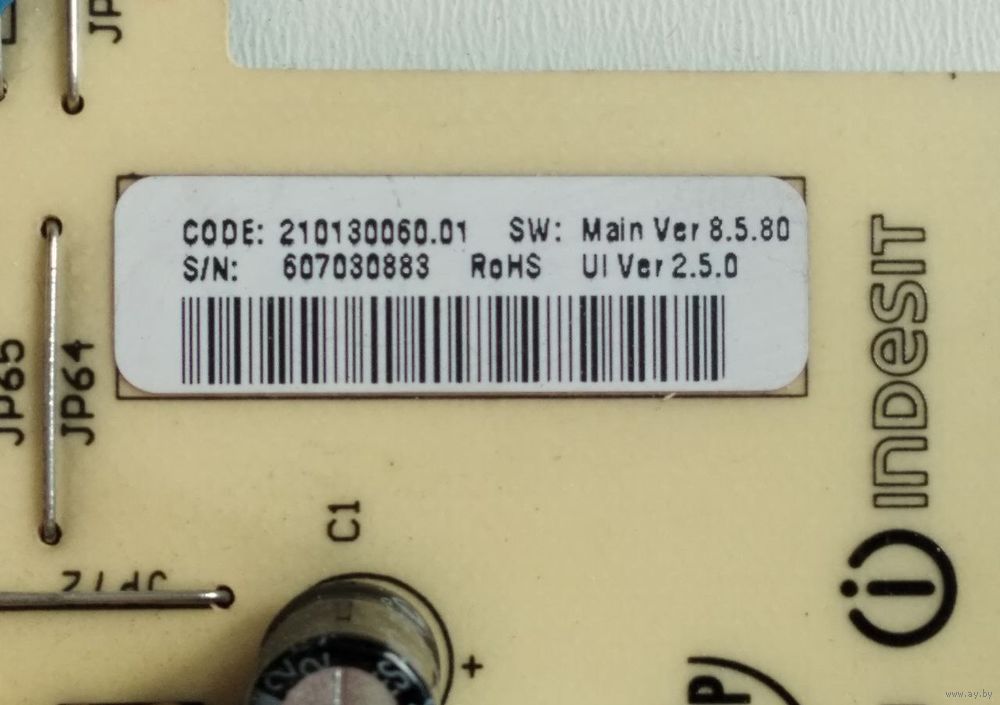 CODE: 210130060.01 SW: Main Ver 8.5.80
S/N: 607030883 RoHS UI Ver 2.5.0
INDESIT
JP65
JP64
C1
JP72
+
www.ay.by